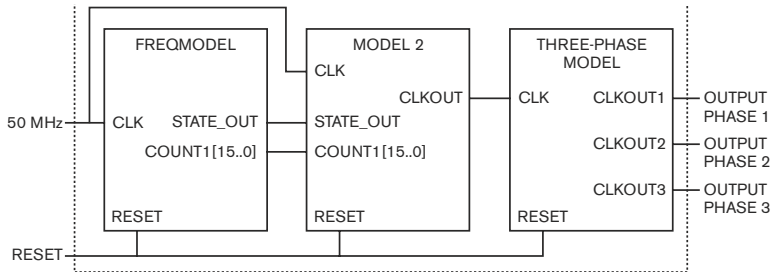 FREQMODEL
MODEL 2
THREE-PHASE
MODEL
CLK
CLKOUT
CLK
CLKOUT1
OUTPUT
PHASE 1
50 MHz
CLK
STATE_OUT
STATE_OUT
COUNT1[15..0]
COUNT1[15..0]
CLKOUT2
OUTPUT
PHASE 2
CLKOUT3
OUTPUT
PHASE 3
RESET
RESET
RESET
RESET